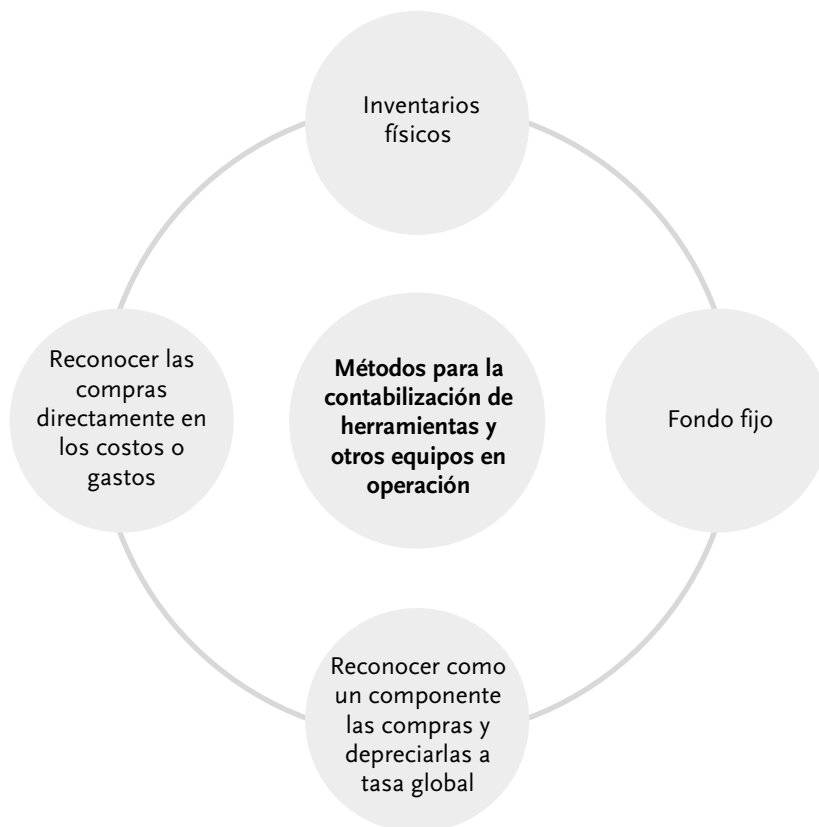 Inventarios
físicos
Reconocer las
compras
directamente en
los costos o
gastos
Métodos para la
contabilización de
herramientas y
otros equipos en
operación
Fondo fijo
Reconocer como
un componente
las compras y
depreciarlas a
tasa global